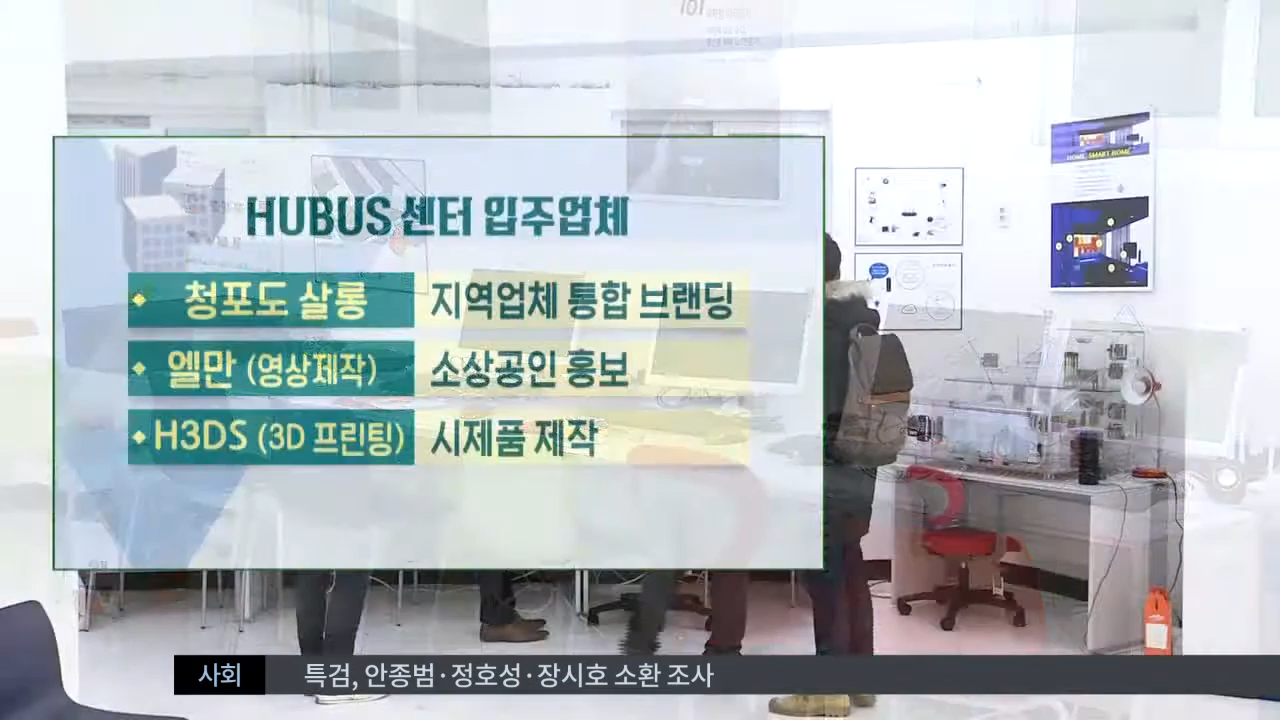 HUBUS 센터 입주업체
청포도 살롱 지역업체 통합 브랜딩
엘만 (영상제작) 소상공인 홍보
H3DS (3D 프린팅) 시제품 제작
HOME, SMART HOME
사회 특검, 안종범·정호성·장시호 소환 조사